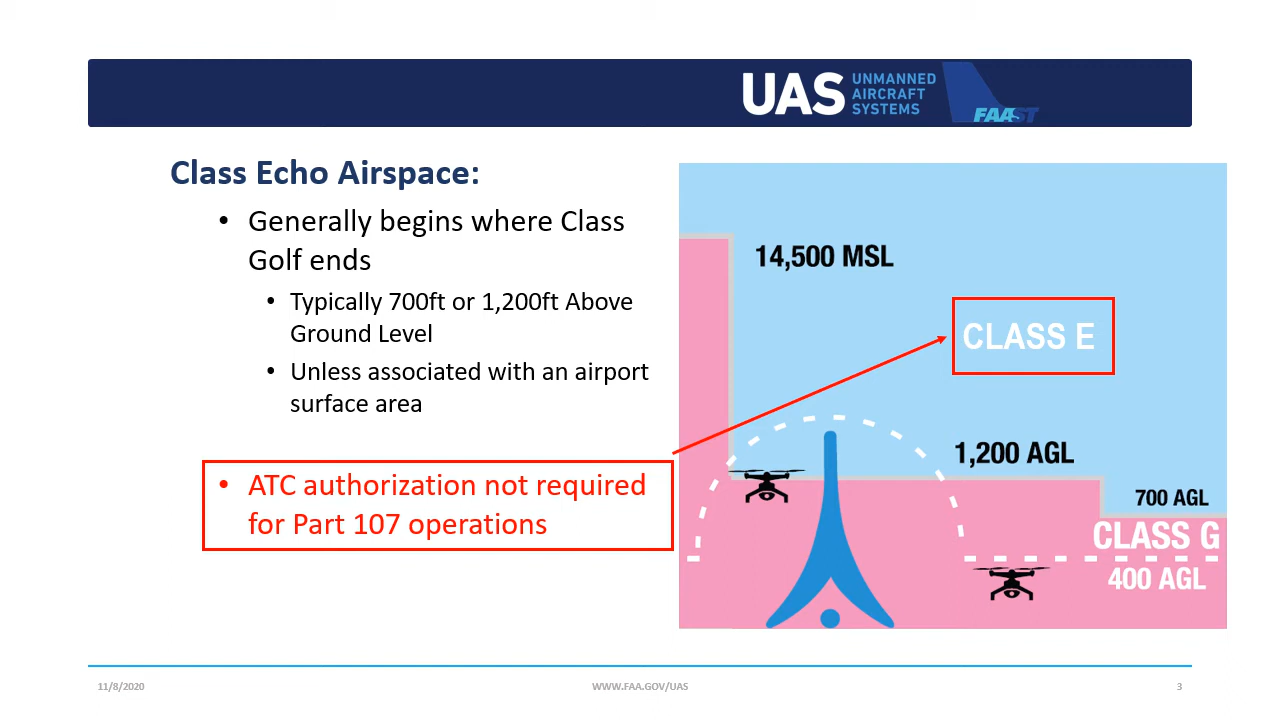 UAS UNMANNED
AIRCRAFT
SYSTEMS
FAAST
Class Echo Airspace:
• Generally begins where Class
Golf ends
• Typically 700ft or 1,200ft Above
Ground Level
• Unless associated with an airport
surface area
• ATC authorization not required
for Part 107 operations
14,500 MSL
CLASS E
1,200 AGL
700 AGL
CLASS G
400 AGL
11/8/2020
WWW.FAA.GOV/UAS
3